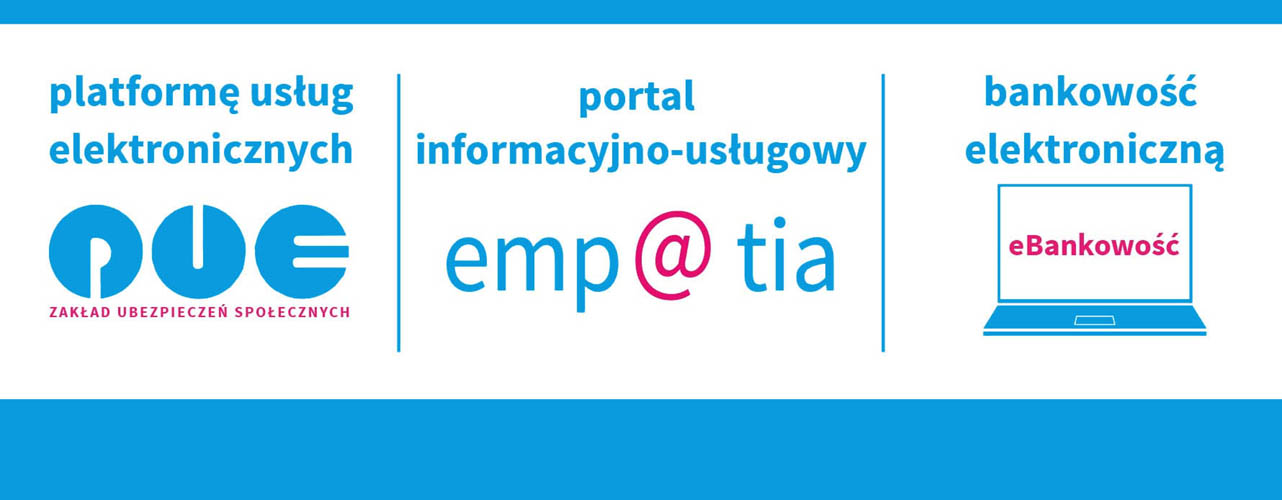 platformę usług
elektronicznych
PUE
ZAKŁAD UBEZPIECZEŃ SPOŁECZNYCH
portal
informacyjno-usługowy
emp@tia
bankowość
elektroniczną
eBankowość